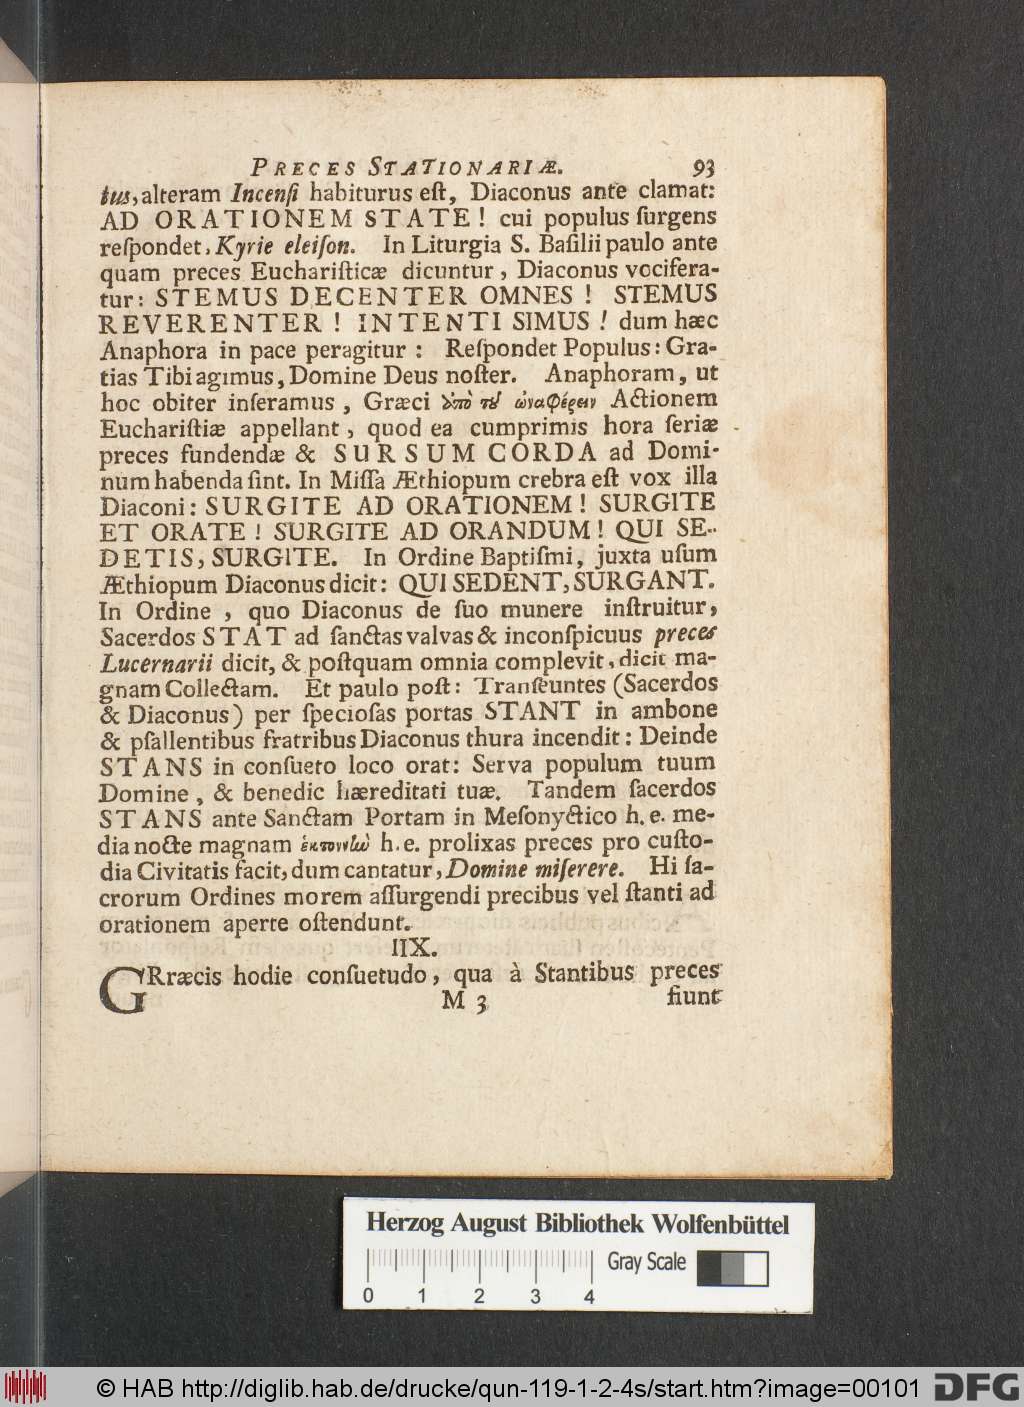 PRECES STATIONARIÆ. 93
tus, alteram Incenſi habiturus eſt, Diaconus ante clamat:
AD ORATIONEM STATE! cui populus ſurgens
reſpondet, Kyrie eleiſon. In Liturgia S. Baſilii paulo ante
quam preces Euchariſticæ dicuntur, Diaconus vocifera-
tur: STEMUS DECENTER OMNES! STEMUS
REVERENTER! INTENTI SIMUS! dum hæc
Anaphora in pace peragitur: Reſpondet Populus: Gra-
tias Tibi agimus, Domine Deus noſter. Anaphoram, ut
hoc obiter inſeramus, Græci ἀπὸ τοῦ ἀναφέρειν Actionem
Euchariſtiæ appellant, quod ea cumprimis hora ſeriæ
preces fundendæ & SURSUM CORDA ad Domi-
num habenda ſint. In Miſſa Æthiopum crebra eſt vox illa
Diaconi: SURGITE AD ORATIONEM! SURGITE
ET ORATE! SURGITE AD ORANDUM! QUI SE-
DETIS, SURGITE. In Ordine Baptiſmi, juxta uſum
Æthiopum Diaconus dicit: QUI SEDENT, SURGANT.
In Ordine, quo Diaconus de ſuo munere inſtruitur,
Sacerdos STAT ad ſanctas valvas & inconſpicuus preces
Lucernarii dicit, & poſtquam omnia complevit, dicit ma-
gnam Collectam. Et paulo poſt: Tranſeuntes (Sacerdos
& Diaconus) per ſpecioſas portas STANT in ambone
& pſallentibus fratribus Diaconus thura incendit: Deinde
STANS in conſueto loco orat: Serva populum tuum
Domine, & benedic hæreditati tuæ. Tandem ſacerdos
STANS ante Sanctam Portam in Meſonyctico h. e. me-
dia nocte magnam ἐκτενιὼ h. e. prolixas preces pro cuſto-
dia Civitatis facit, dum cantatur, Domine miſerere. Hi ſa-
crorum Ordines morem aſſurgendi precibus vel ſtanti ad
orationem aperte oſtendunt.
IIX.
GRræcis hodie conſuetudo, qua à Stantibus preces
M 3 fiunt
Herzog August Bibliothek Wolfenbüttel
Gray Scale
0 1 2 3 4
© HAB http://diglib.hab.de/drucke/qun-119-1-2-4s/start.htm?image=00101 DFG